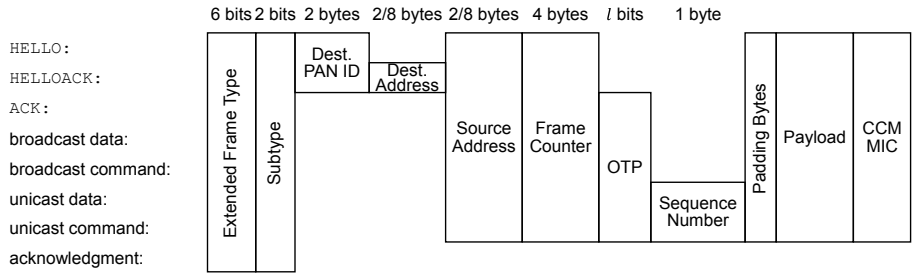 6 bits 2 bits 2 bytes 2/8 bytes 2/8 bytes 4 bytes l bits 1 byte
HELLO:
HELLOACK:
ACK:
broadcast data:
broadcast command:
unicast data:
unicast command:
acknowledgment:
Extended Frame Type
Subtype
Dest.
PAN ID
Dest.
Address
Source
Address
Frame
Counter
OTP
Sequence
Number
Padding Bytes
Payload
CCM
MIC